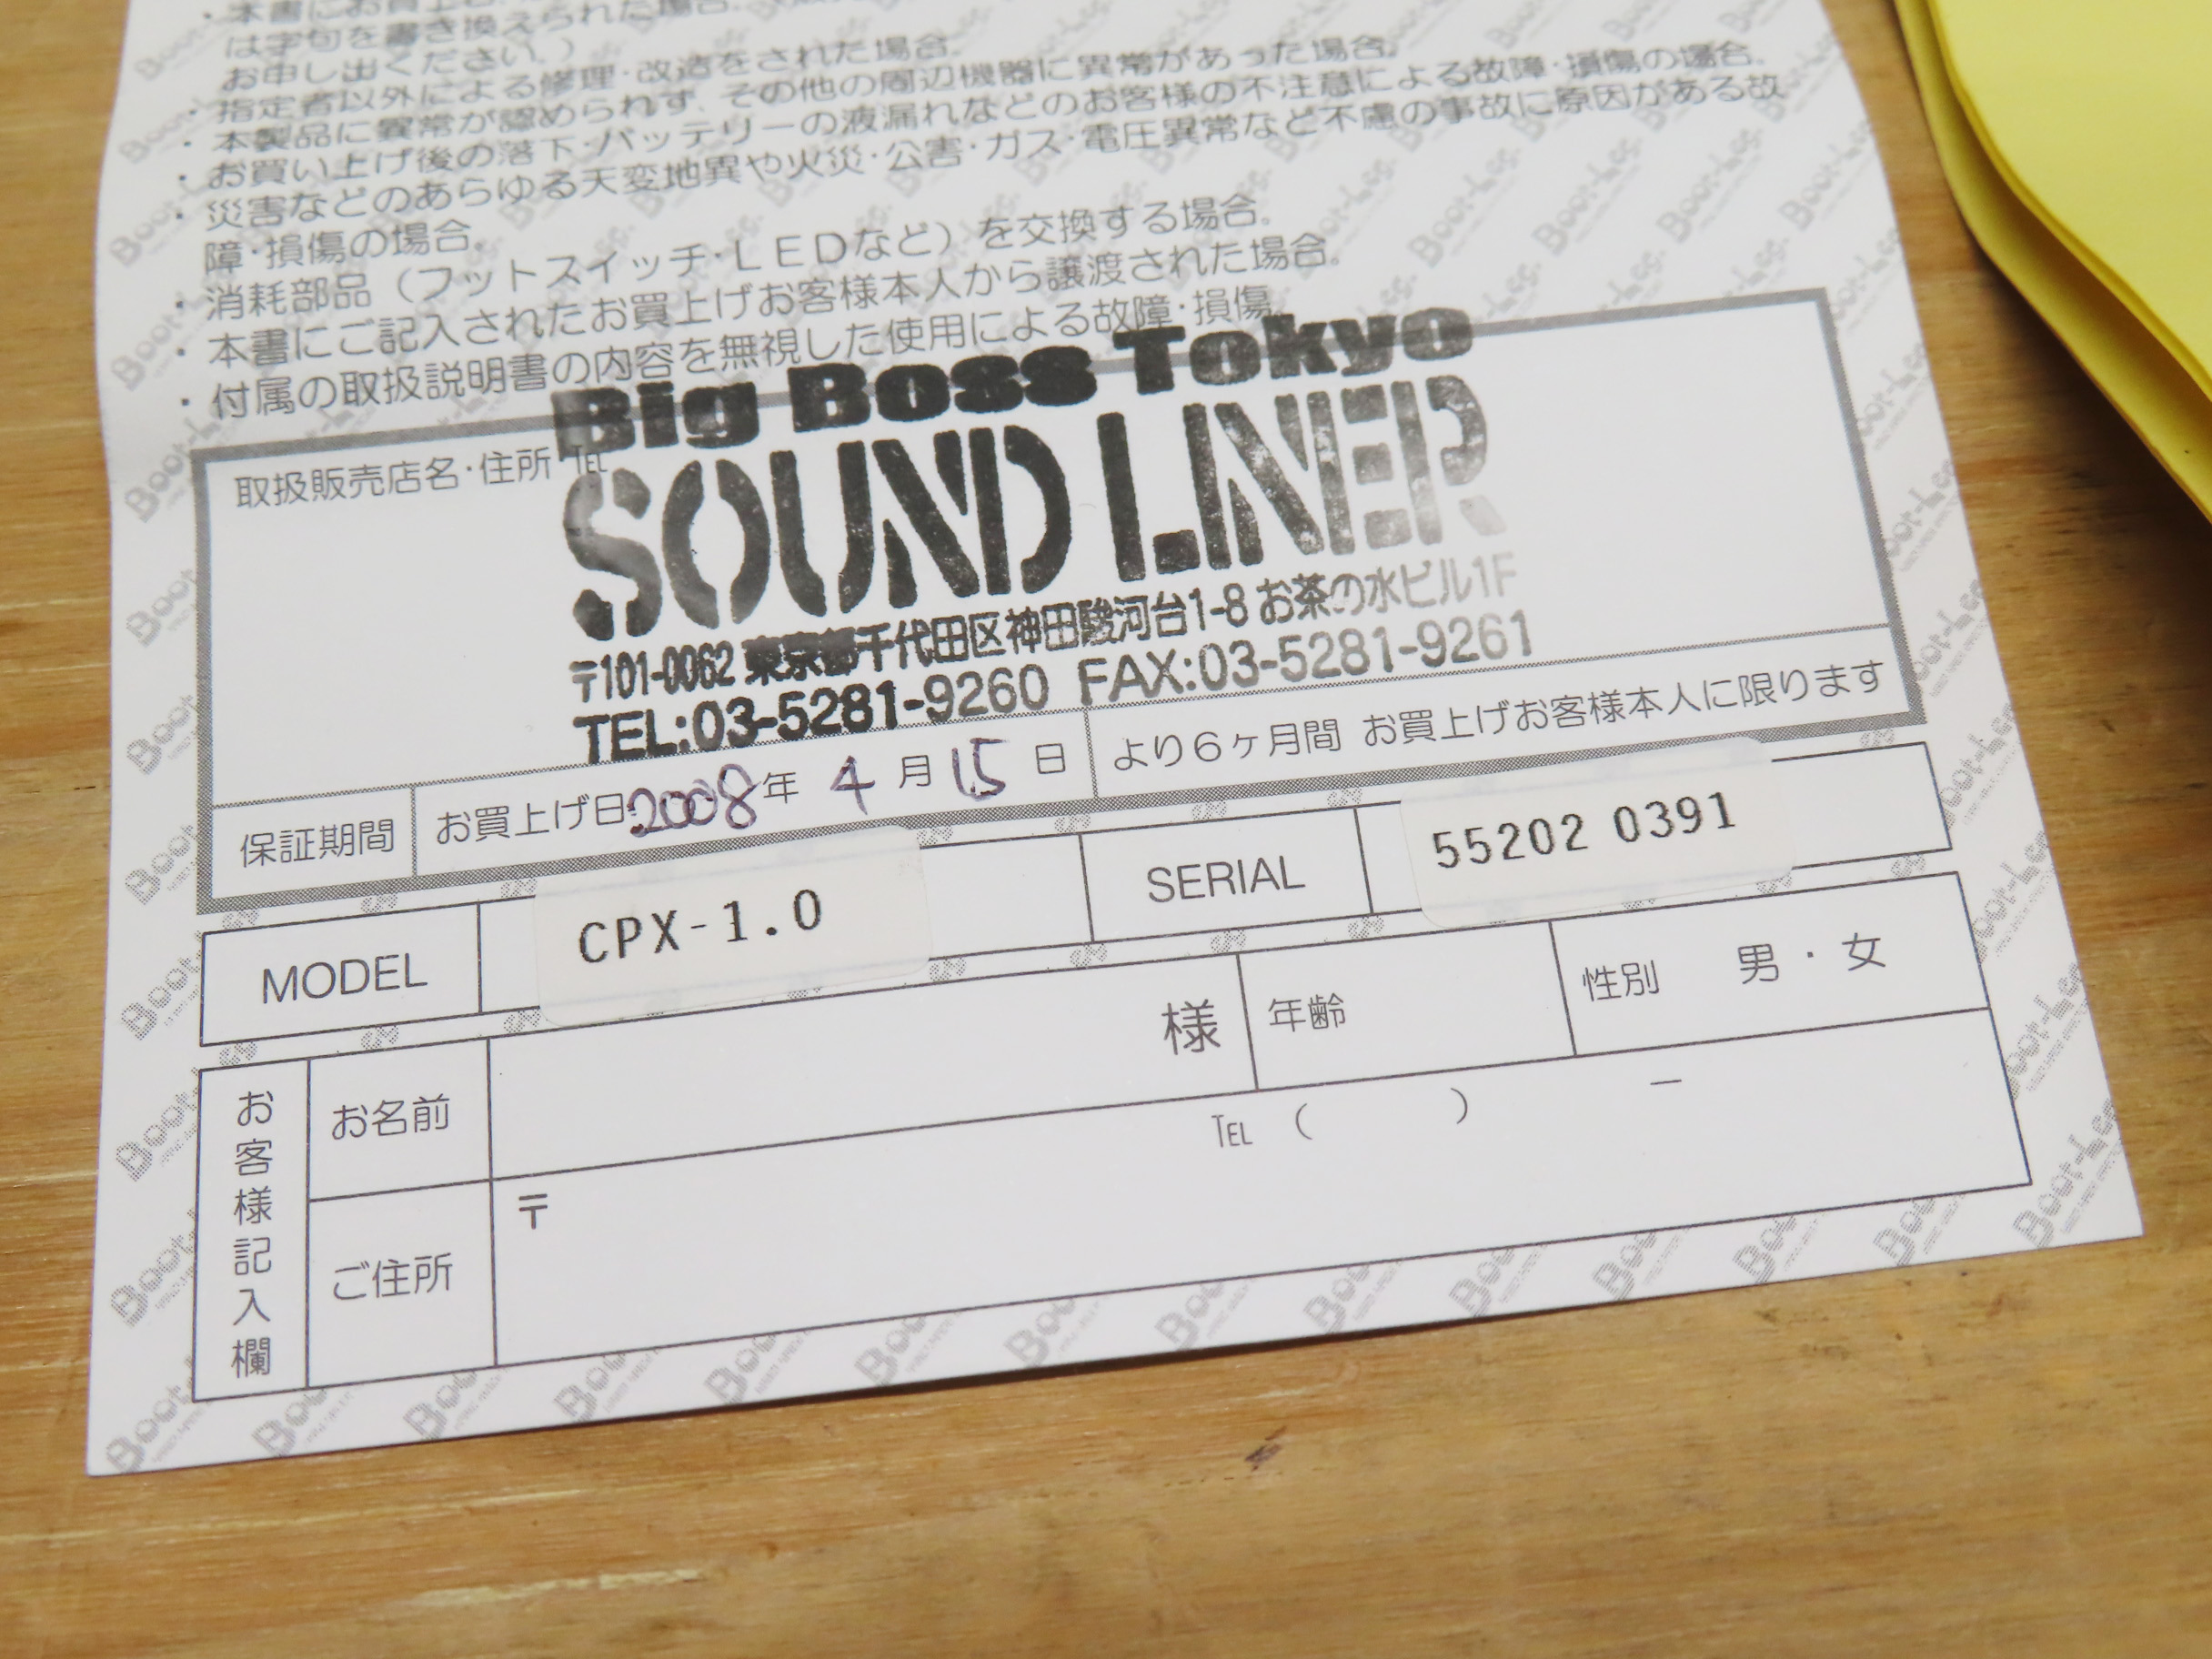 は字句を書き換えられた場合.
お申し出ください.)
・指定者以外による修理・改造をされた場合.
・本製品に異常が認められず、その他の周辺機器に異常があった場合.
・お買い上げ後の落下・バッテリーの液漏れなどのお客様の不注意による故障・損傷の場合.
・災害などのあらゆる天変地異や火災・公害・ガス・電圧異常など不慮の事故に原因がある故
障・損傷の場合.
・消耗部品(フットスイッチ・LEDなど)を交換する場合.
・本書にご記入されたお買上げお客様本人から譲渡された場合.
・付属の取扱説明書の内容を無視した使用による故障・損傷.
Big Boss Tokyo
取扱販売店名・住所 TEL
SOUND LINER
〒101-0062 東京都千代田区神田駿河台1-8 お茶の水ビル1F
TEL:03-5281-9260 FAX:03-5281-9261
保証期間 お買上げ日 2008 年 4 月 15 日 より6ヶ月間 お買上げお客様本人に限ります
MODEL CPX-1.0 SERIAL 55202 0391
お客様記入欄
お名前 様 年齢 性別 男・女
ご住所 〒 TEL ( ) ー